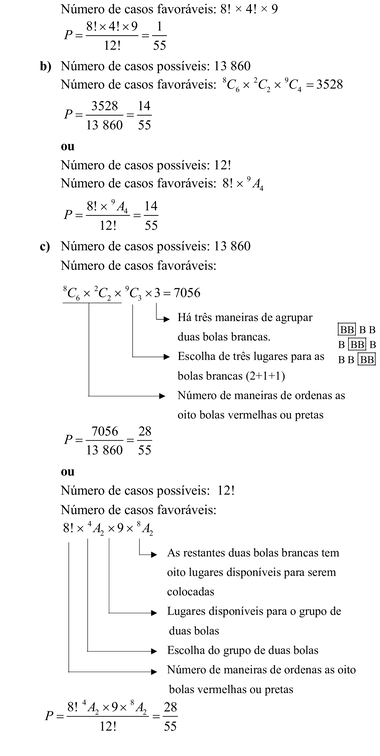 Número de casos favoráveis: 8! × 4! × 9
P = 8!×4!×9 / 12! = 1 / 55
b) Número de casos possíveis: 13 860
Número de casos favoráveis: ⁸C₆ × ²C₂ × ⁹C₄ = 3528
P = 3528 / 13 860 = 14 / 55
ou
Número de casos possíveis: 12!
Número de casos favoráveis: 8! × ⁹A₄
P = 8! × ⁹A₄ / 12! = 14 / 55
c) Número de casos possíveis: 13 860
Número de casos favoráveis:
⁸C₆ × ²C₂ × ⁹C₃ × 3 = 7056
Há três maneiras de agrupar
duas bolas brancas.
BB B B
B BB B
B B BB
Escolha de três lugares para as
bolas brancas (2+1+1)
Número de maneiras de ordenas as
oito bolas vermelhas ou pretas
P = 7056 / 13 860 = 28 / 55
ou
Número de casos possíveis: 12!
Número de casos favoráveis:
8! × ⁴A₂ × 9 × ⁸A₂
As restantes duas bolas brancas tem
oito lugares disponíveis para serem
colocadas
Lugares disponíveis para o grupo de
duas bolas
Escolha do grupo de duas bolas
Número de maneiras de ordenas as oito
bolas vermelhas ou pretas
P = 8! ⁴A₂ × 9 × ⁸A₂ / 12! = 28 / 55